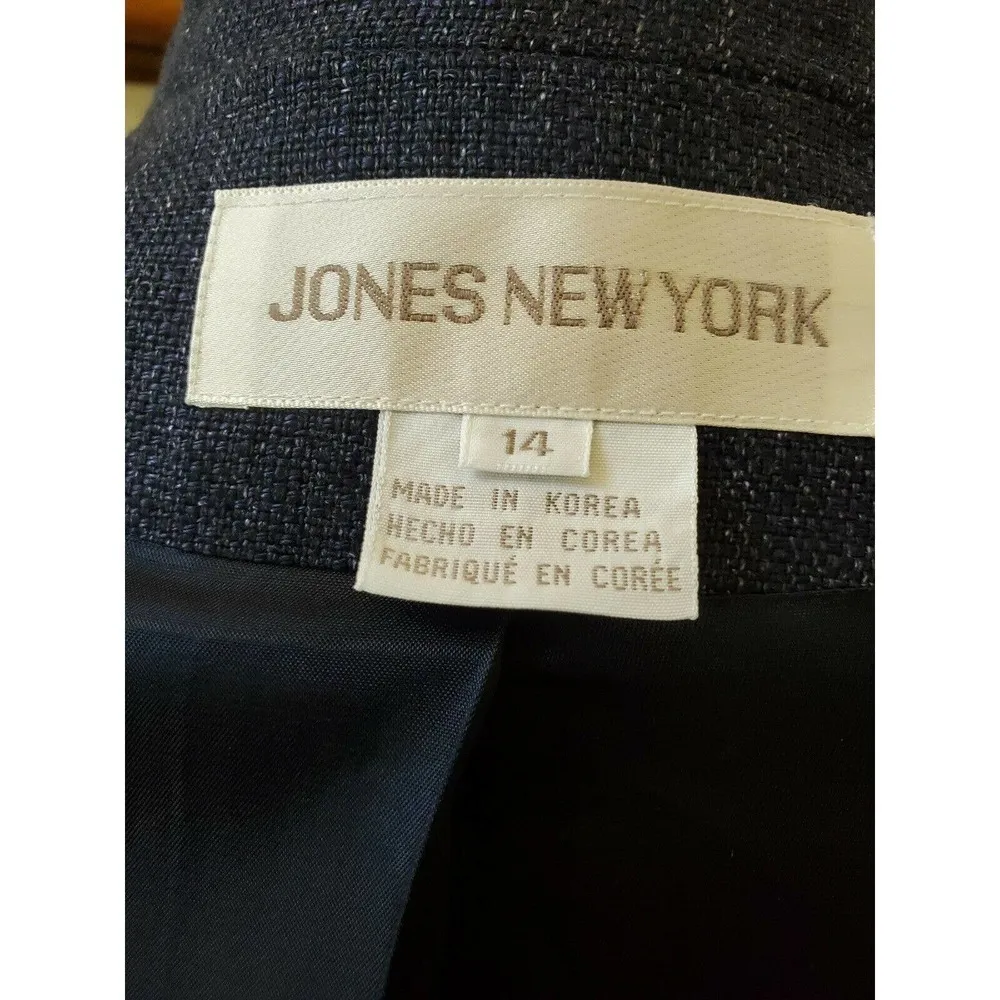 JONES NEW YORK
14
MADE IN KOREA
HECHO EN COREA
FABRIQUÉ EN CORÉE